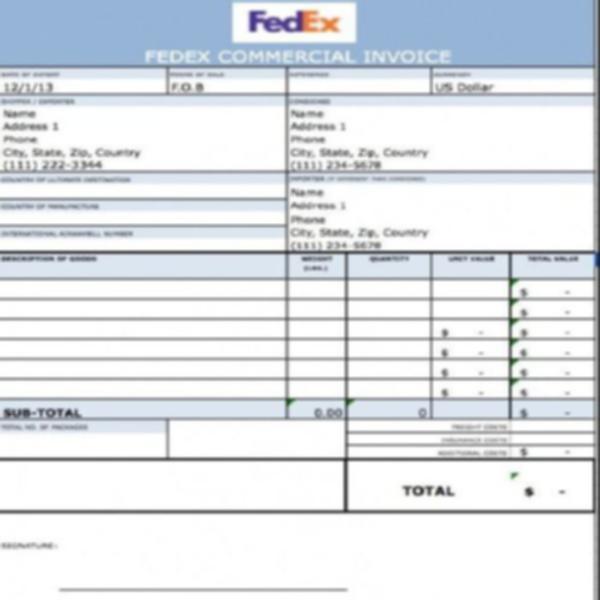 FedEx
FEDEX COMMERCIAL INVOICE
DATE OF EXPORT TERMS OF SALE REFERENCE CURRENCY
12/1/13 F.O.B US Dollar
SHIPPER / EXPORTER CONSIGNEE
Name Name
Address 1 Address 1
Phone Phone
City, State, Zip, Country City, State, Zip, Country
(111) 222-3344 (111) 234-5678
COUNTRY OF ULTIMATE DESTINATION IMPORTER (IF DIFFERENT THAN CONSIGNEE)
Name
COUNTRY OF MANUFACTURE Address 1
Phone
INTERNATIONAL AIRWAYBILL NUMBER City, State, Zip, Country
(111) 234-5678
DESCRIPTION OF GOODS WEIGHT QUANTITY UNIT VALUE TOTAL VALUE
(LBS.)
$ -
$ -
$ - $ -
$ - $ -
$ - $ -
$ - $ -
SUB-TOTAL 0.00 0 $ -
TOTAL NO. OF PACKAGES FREIGHT COSTS
INSURANCE COSTS
ADDITIONAL COSTS $ -
TOTAL $ -
SIGNATURE: